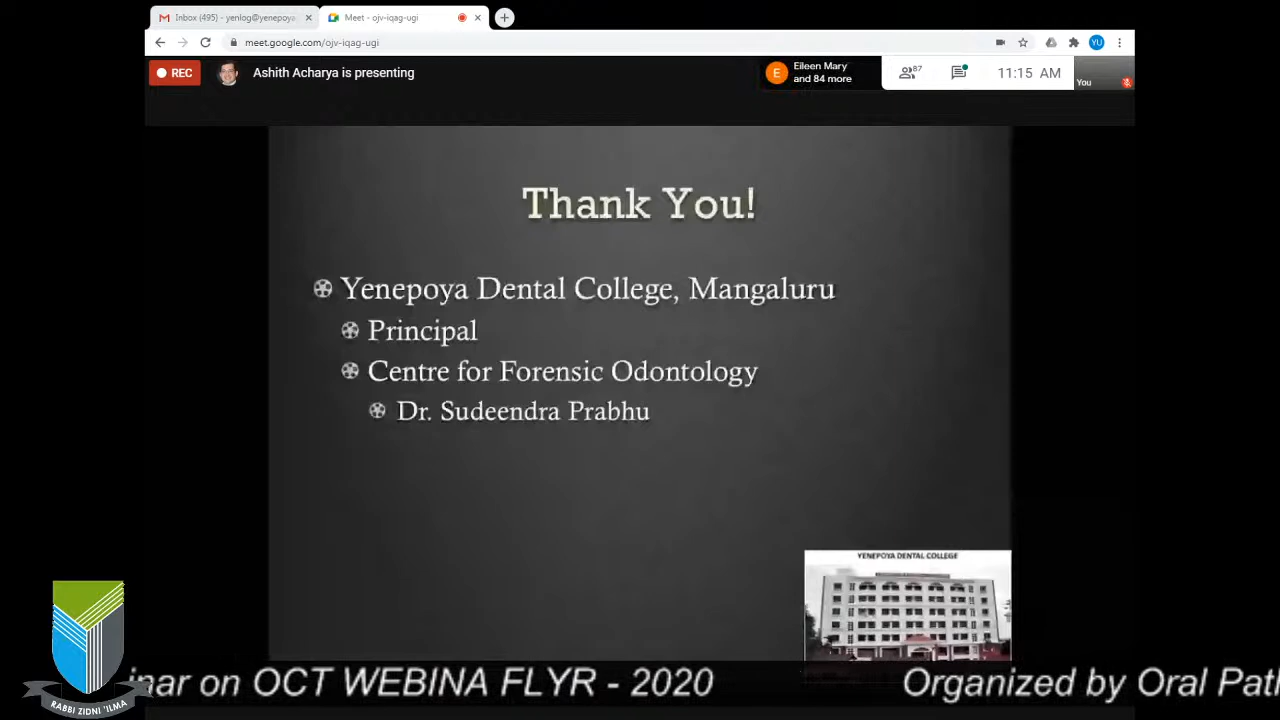 Inbox (495) - yenlog@yenepoya
Meet - ojv-iqag-ugi
meet.google.com/ojv-iqag-ugi
YU
REC
Ashith Acharya is presenting
E
Eileen Mary
and 84 more
87
11:15 AM
You
Thank You!
Yenepoya Dental College, Mangaluru
Principal
Centre for Forensic Odontology
Dr. Sudeendra Prabhu
YENEPOYA DENTAL COLLEGE
inar on OCT WEBINA FLYR - 2020
Organized by Oral Pat
RABBI ZIDNI 'ILMA